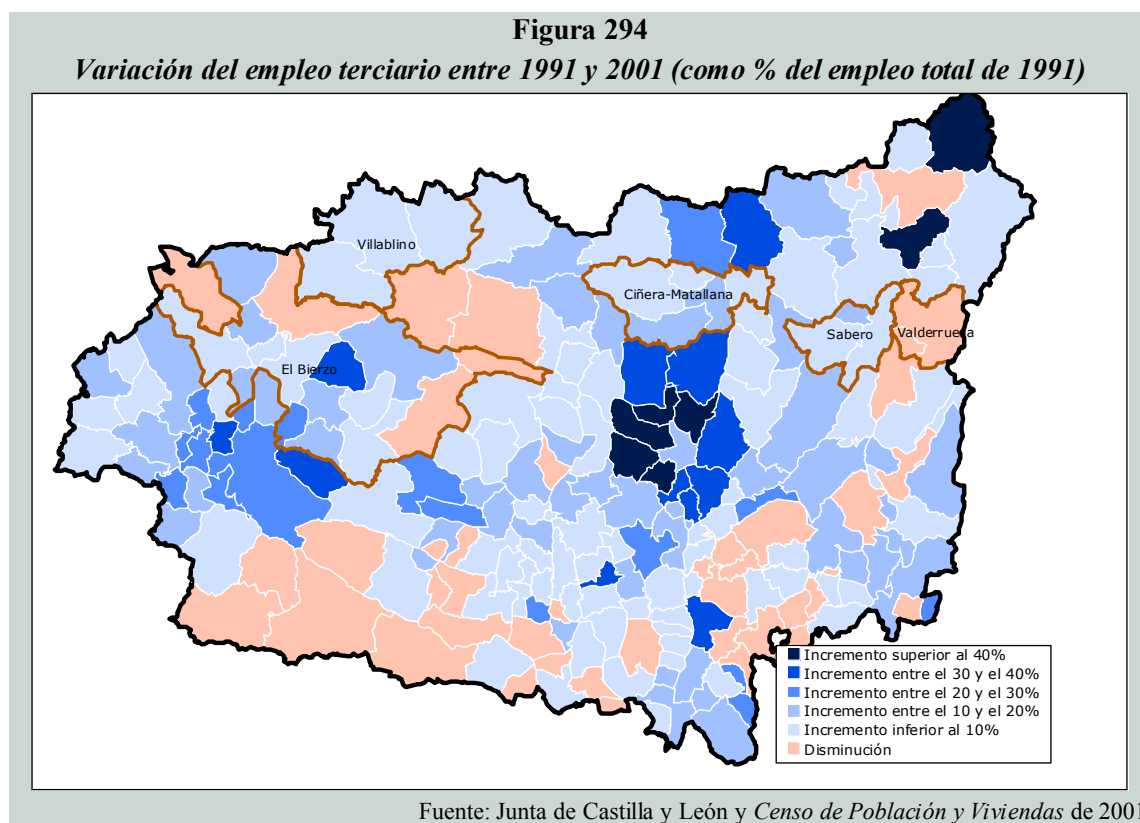 Figura 294
Variación del empleo terciario entre 1991 y 2001 (como % del empleo total de 1991)
Villablino
Ciñera-Matallana
Sabero
Valderrueda
El Bierzo
Incremento superior al 40%
Incremento entre el 30 y el 40%
Incremento entre el 20 y el 30%
Incremento entre el 10 y el 20%
Incremento inferior al 10%
Disminución
Fuente: Junta de Castilla y León y Censo de Población y Viviendas de 2001